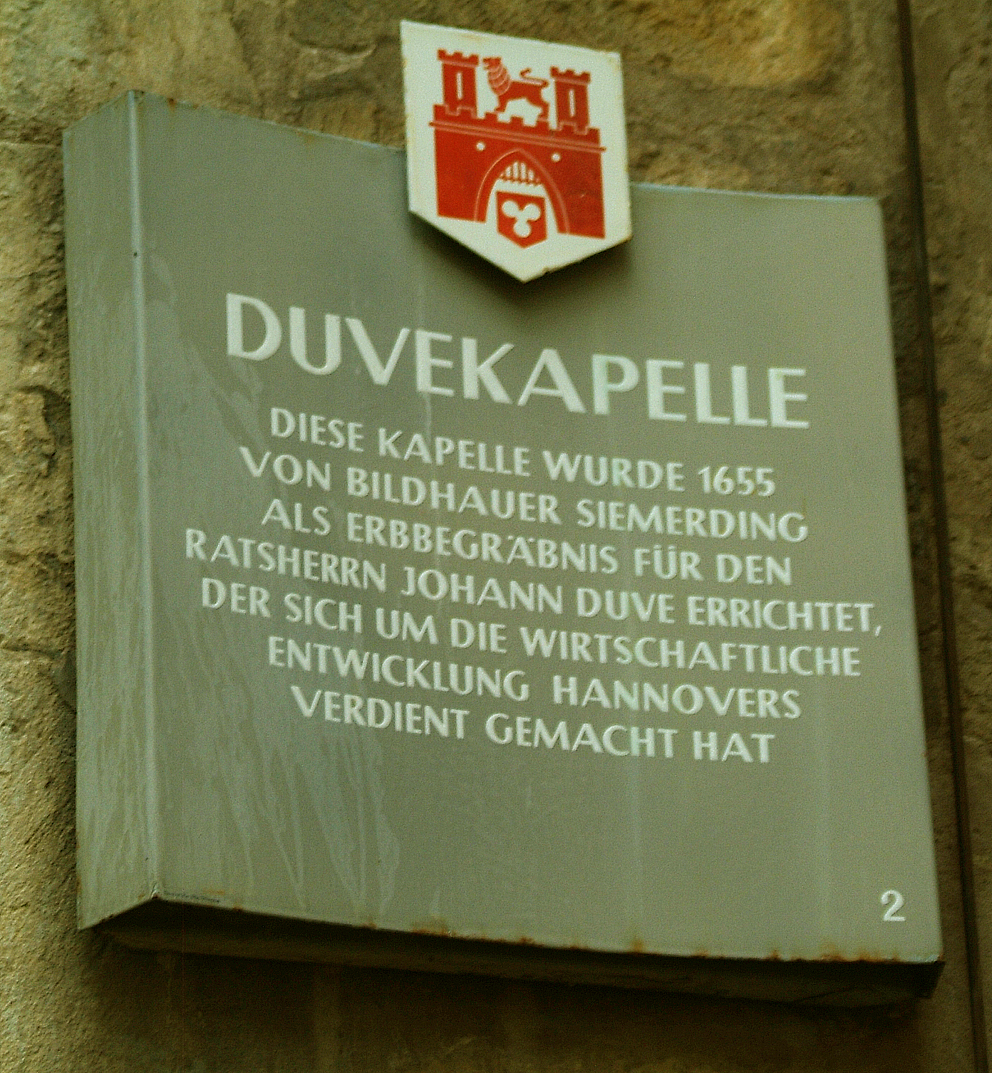 DUVEKAPELLE
DIESE KAPELLE WURDE 1655
VON BILDHAUER SIEMERDING
ALS ERBBEGRÄBNIS FÜR DEN
RATSHERRN JOHANN DUVE ERRICHTET,
DER SICH UM DIE WIRTSCHAFTLICHE
ENTWICKLUNG HANNOVERS
VERDIENT GEMACHT HAT
2